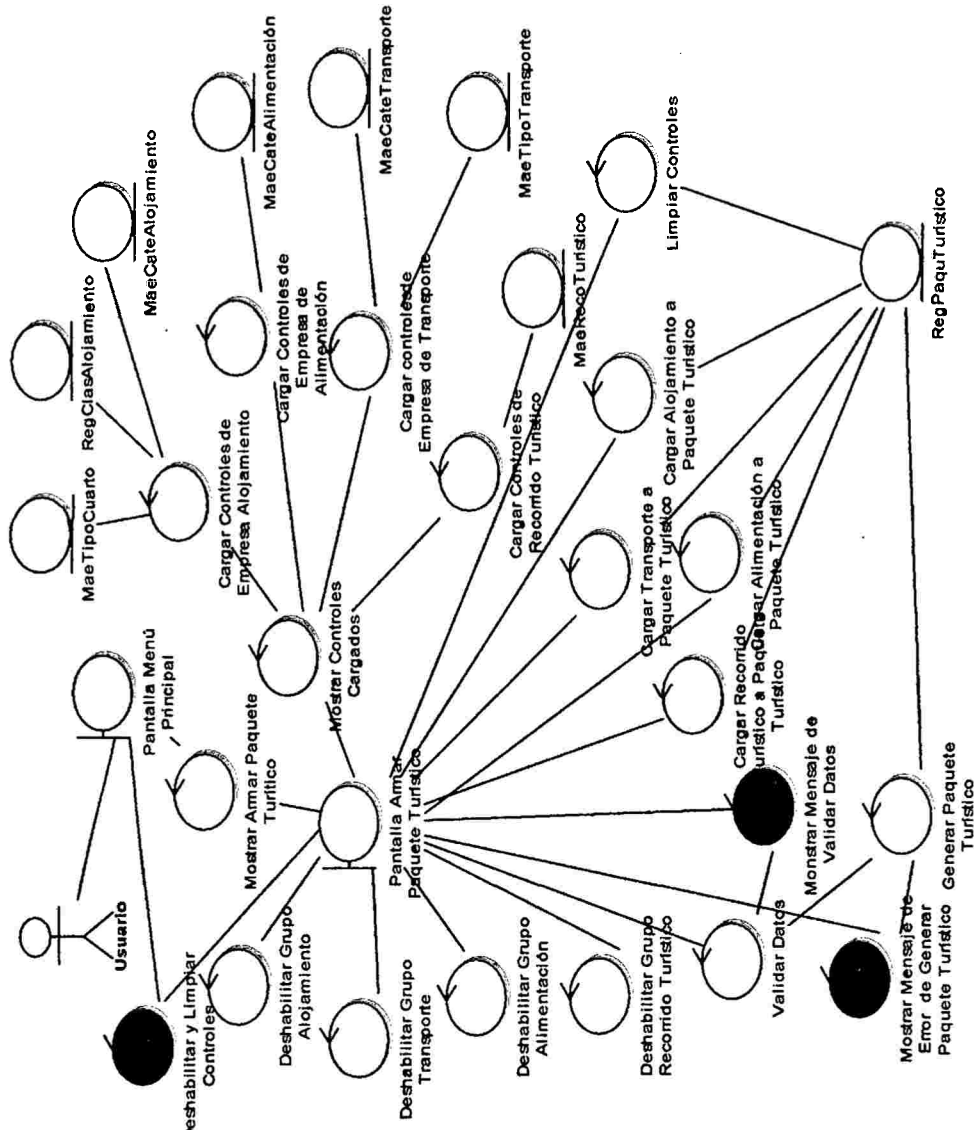 Usuario
Pantalla Menú
Principal
MaeTipoCuarto
RegClasAlojamiento
MaeCateAlojamiento
MaeCateAlimentación
MaeCateTransporte
MaeTipoTransporte
Cargar Controles de
Empresa Alojamiento
Cargar Controles de
Empresa de
Alimentación
Cargar controles de
Empresa de Transporte
Cargar Controles de
Recorrido Turístico
MaeRecoTurístico
Limpiar Controles
Mostrar Controles
Cargados
Mostrar Armar Paquete
Turítico
Pantalla Armar
Paquete Turístico
Deshabilitar y Limpiar
Controles
Deshabilitar Grupo
Alojamiento
Deshabilitar Grupo
Transporte
Deshabilitar Grupo
Alimentación
Deshabilitar Grupo
Recorrido Turístico
Cargar Alojamiento a
Paquete Turístico
Cargar Transporte a
Paquete Turístico
Cargar Alimentación a
Paquete Turístico
Cargar Recorrido
Turístico a Paquete
Turístico
RegPaquTurístico
Validar Datos
Monstrar Mensaje de
Validar Datos
Mostrar Mensaje de
Error de Generar
Paquete Turístico
Generar Paquete
Turístico